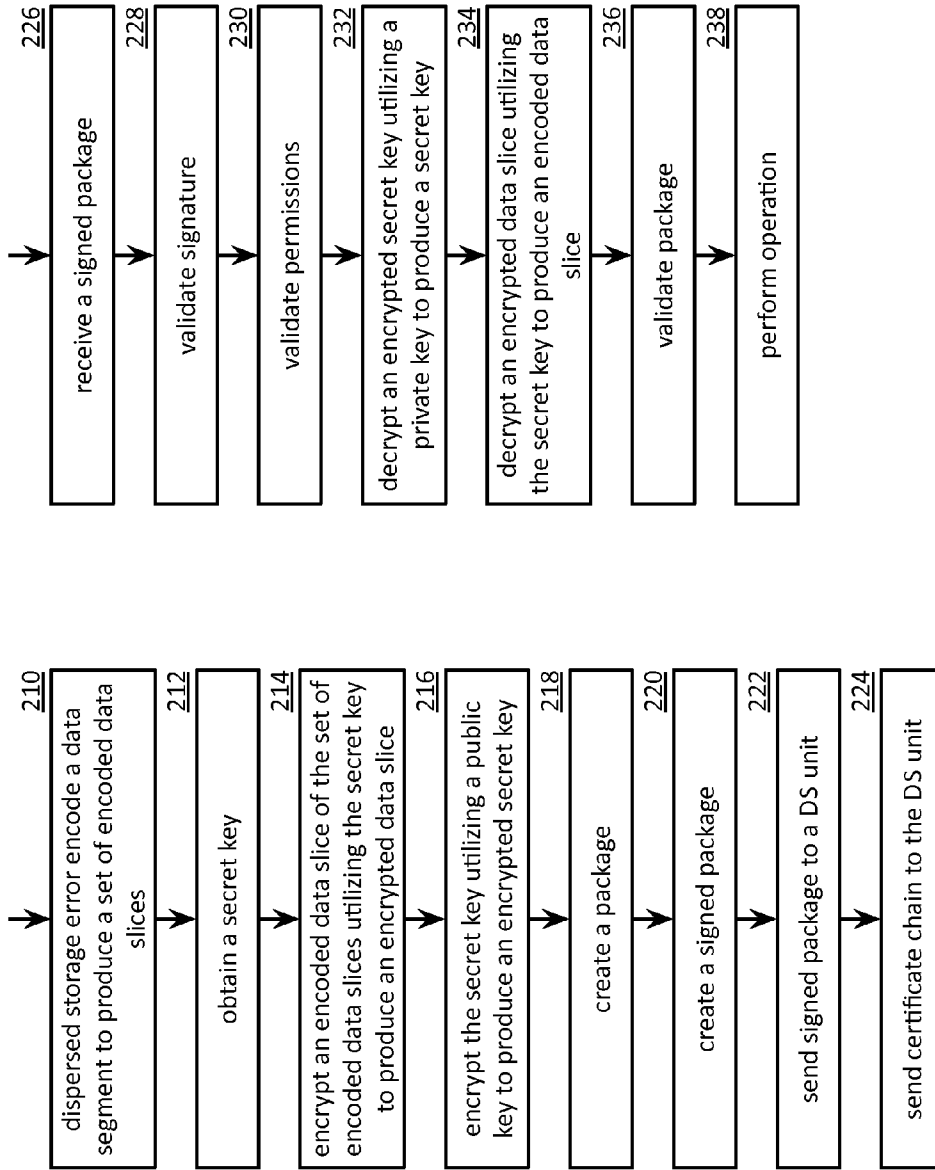 210
dispersed storage error encode a data
segment to produce a set of encoded data
slices
212
obtain a secret key
214
encrypt an encoded data slice of the set of
encoded data slices utilizing the secret key
to produce an encrypted data slice
216
encrypt the secret key utilizing a public
key to produce an encrypted secret key
218
create a package
220
create a signed package
222
send signed package to a DS unit
224
send certificate chain to the DS unit
226
receive a signed package
228
validate signature
230
validate permissions
232
decrypt an encrypted secret key utilizing a
private key to produce a secret key
234
decrypt an encrypted data slice utilizing
the secret key to produce an encoded data
slice
236
validate package
238
perform operation